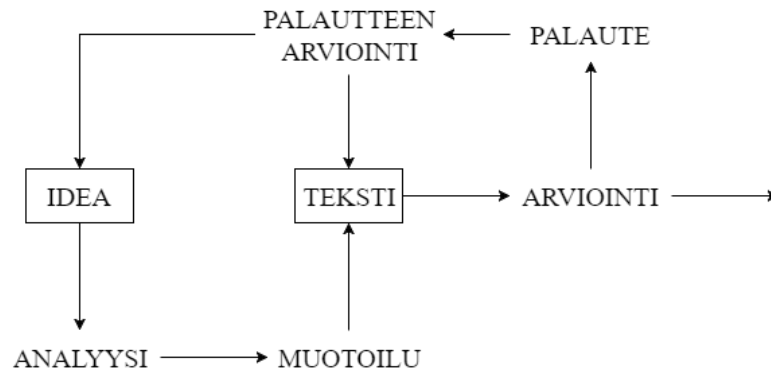 PALAUTTEEN
ARVIOINTI
PALAUTE
IDEA
TEKSTI
ARVIOINTI
ANALYYSI
MUOTOILU